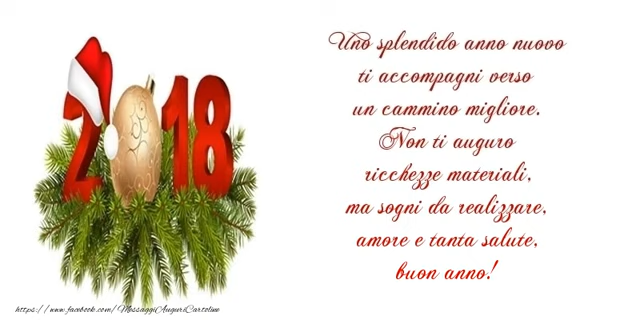 2018
Uno splendido anno nuovo
ti accompagni verso
un cammino migliore.
Non ti auguro
ricchezze materiali,
ma sogni da realizzare,
amore e tanta salute,
buon anno!
https://www.facebook.com/MessaggiAuguriCartoline